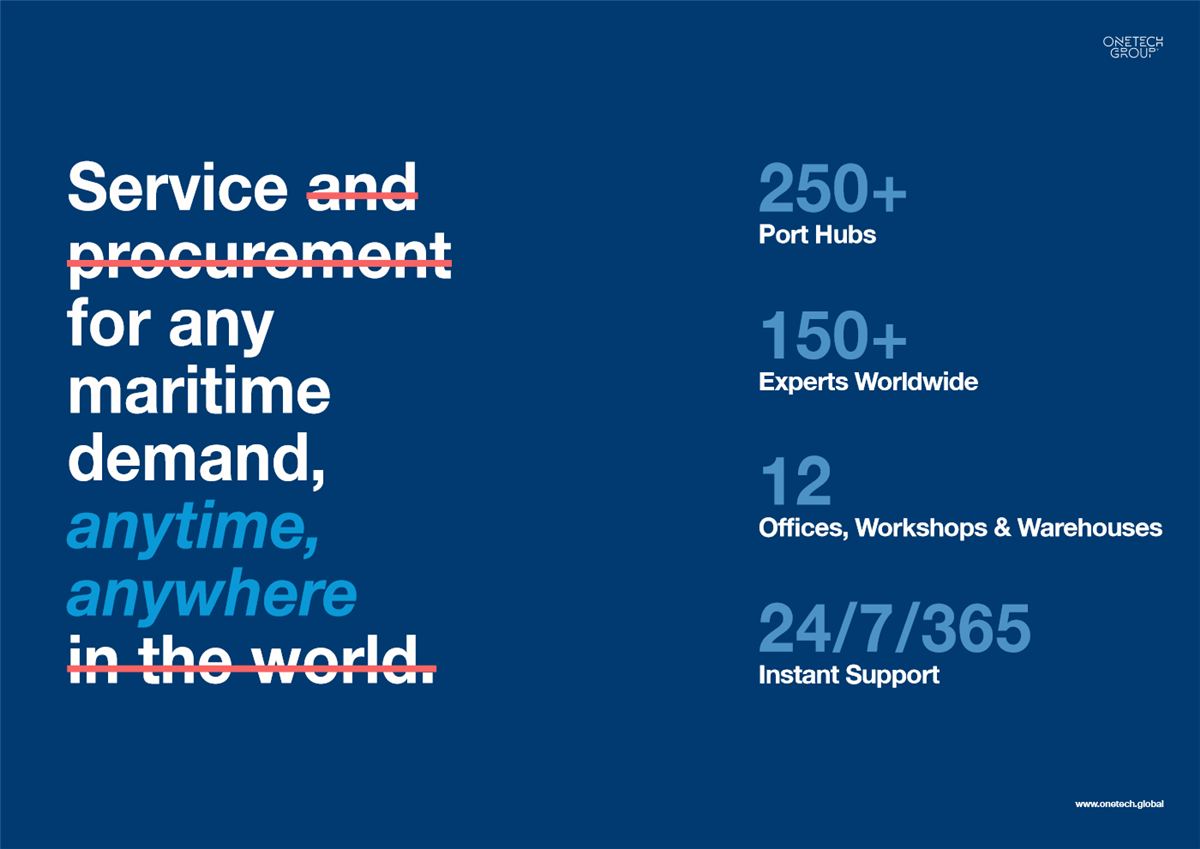 ONETECH
GROUP
Service and
procurement
for any
maritime
demand,
anytime,
anywhere
in the world.
250+
Port Hubs
150+
Experts Worldwide
12
Offices, Workshops & Warehouses
24/7/365
Instant Support
www.onetech.global